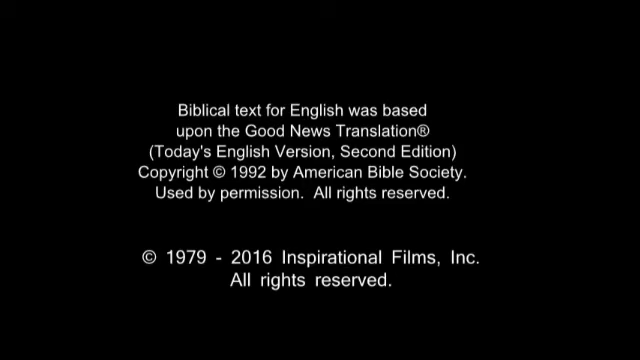 Biblical text for English was based
upon the Good News Translation®
(Today's English Version, Second Edition)
Copyright © 1992 by American Bible Society.
Used by permission.  All rights reserved.
© 1979 - 2016 Inspirational Films, Inc.
All rights reserved.